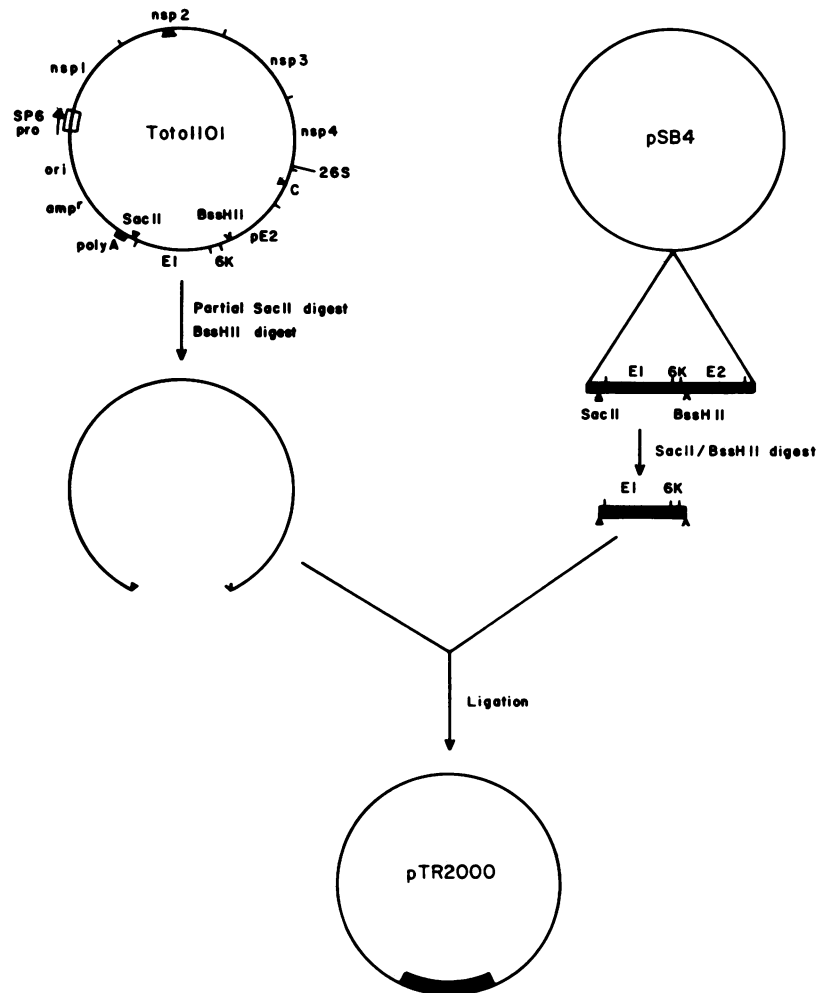 nsp2
nsp1
nsp3
SP6
pro
Toto1101
nsp4
26S
C
ori
amp^r
SacII
BssHII
pE2
polyA
E1
6K
pSB4
Partial SacII digest
BssHII digest
E1 6K E2
SacII BssHII
SacII/BssHII digest
E1 6K
Ligation
pTR2000